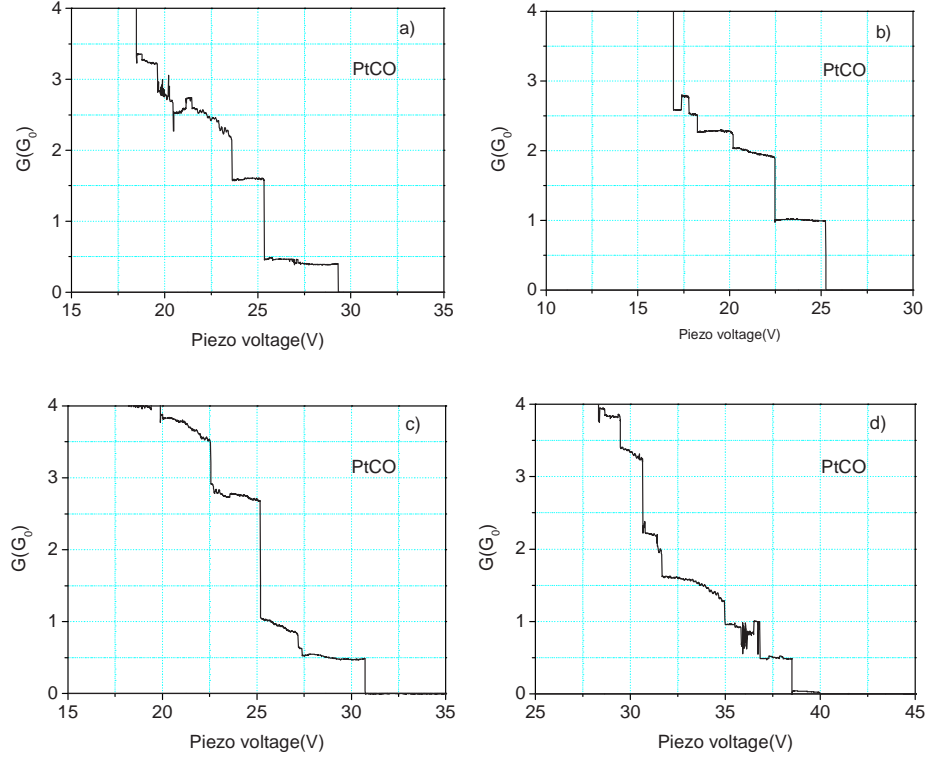 a)
PtCO
G(G0)
4
3
2
1
0
15 20 25 30 35
Piezo voltage(V)
b)
PtCO
G(G0)
4
3
2
1
0
10 15 20 25 30
Piezo voltage(V)
c)
PtCO
G(G0)
4
3
2
1
0
15 20 25 30 35
Piezo voltage(V)
d)
PtCO
G(G0)
4
3
2
1
0
25 30 35 40 45
Piezo voltage(V)